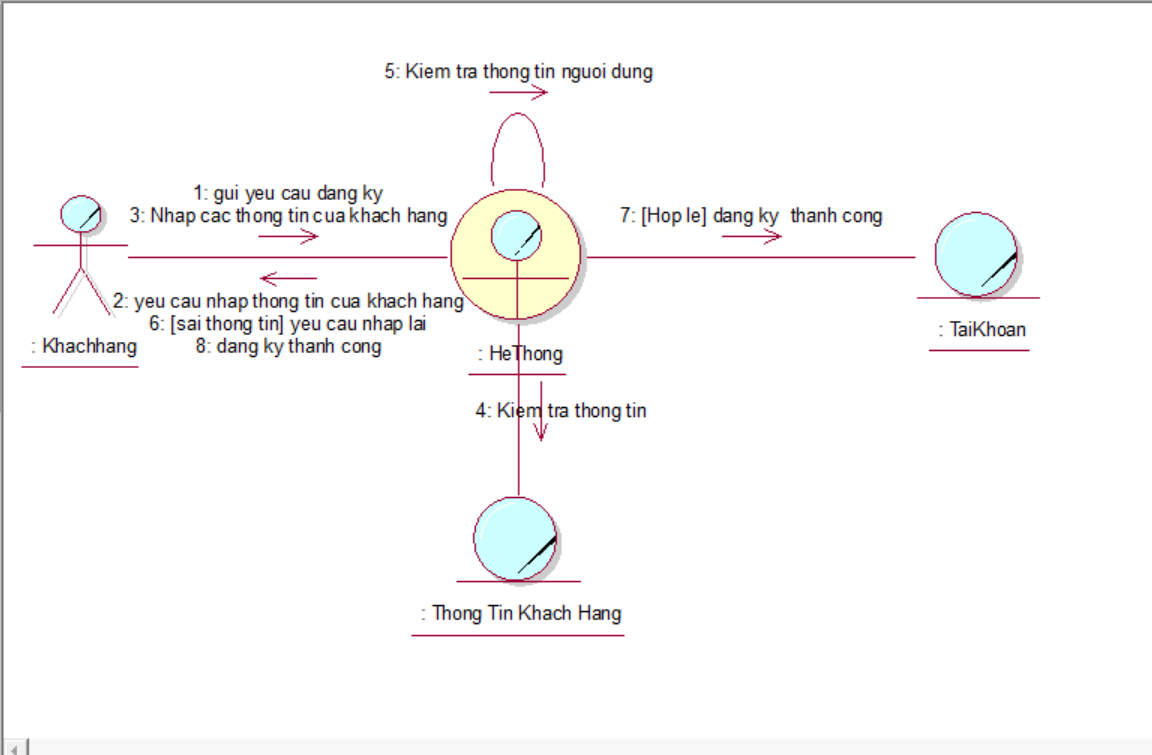 5: Kiem tra thong tin nguoi dung
1: gui yeu cau dang ky
3: Nhap cac thong tin cua khach hang
7: [Hop le] dang ky thanh cong
2: yeu cau nhap thong tin cua khach hang
6: [sai thong tin] yeu cau nhap lai
8: dang ky thanh cong
: Khachhang
: HeThong
: TaiKhoan
4: Kiem tra thong tin
: Thong Tin Khach Hang